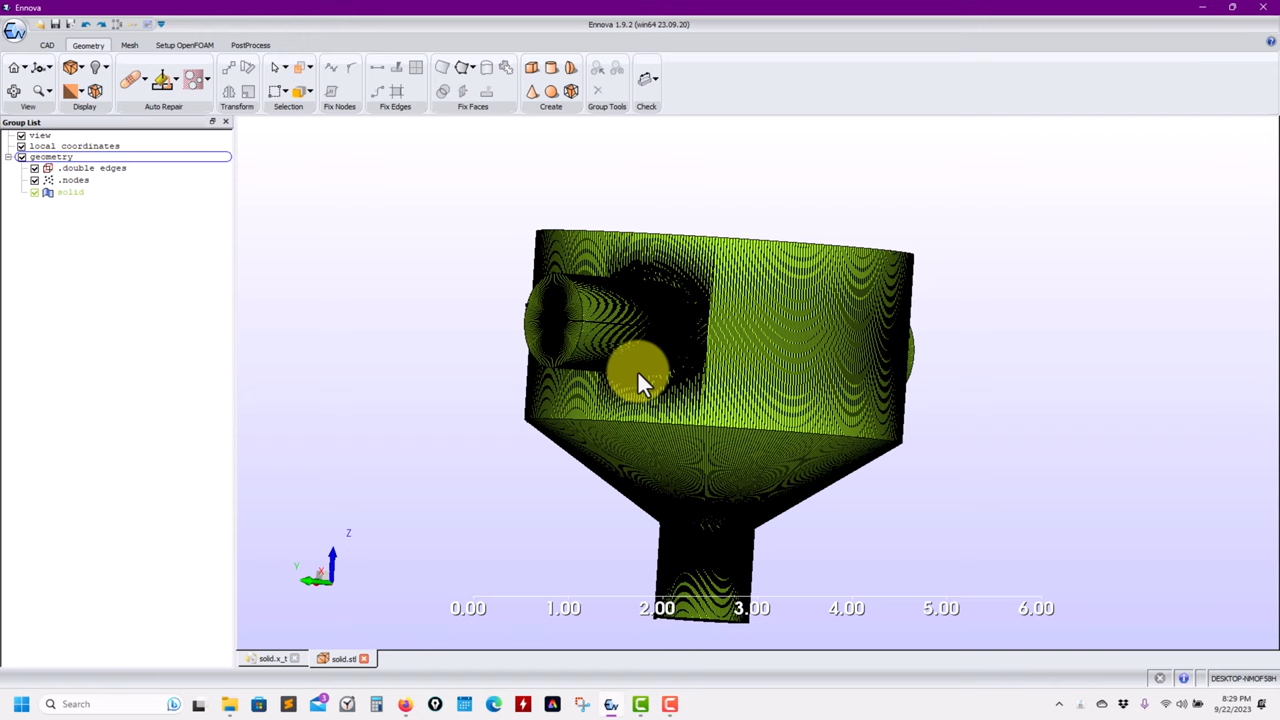 Ennova
Ennova 1.9.2 (win64 23.09.20)
CAD
Geometry
Mesh
Setup OpenFOAM
PostProcess
View
Display
Auto Repair
Transform
Selection
Fix Nodes
Fix Edges
Fix Faces
Create
Group Tools
Check
Group List
view
local coordinates
geometry
.double edges
.nodes
solid
Z
Y
X
0.00 1.00 2.00 3.00 4.00 5.00 6.00
solid.x_t
solid.stl
DESKTOP-NMOF58H
Search
3
6:29 PM
9/22/2023